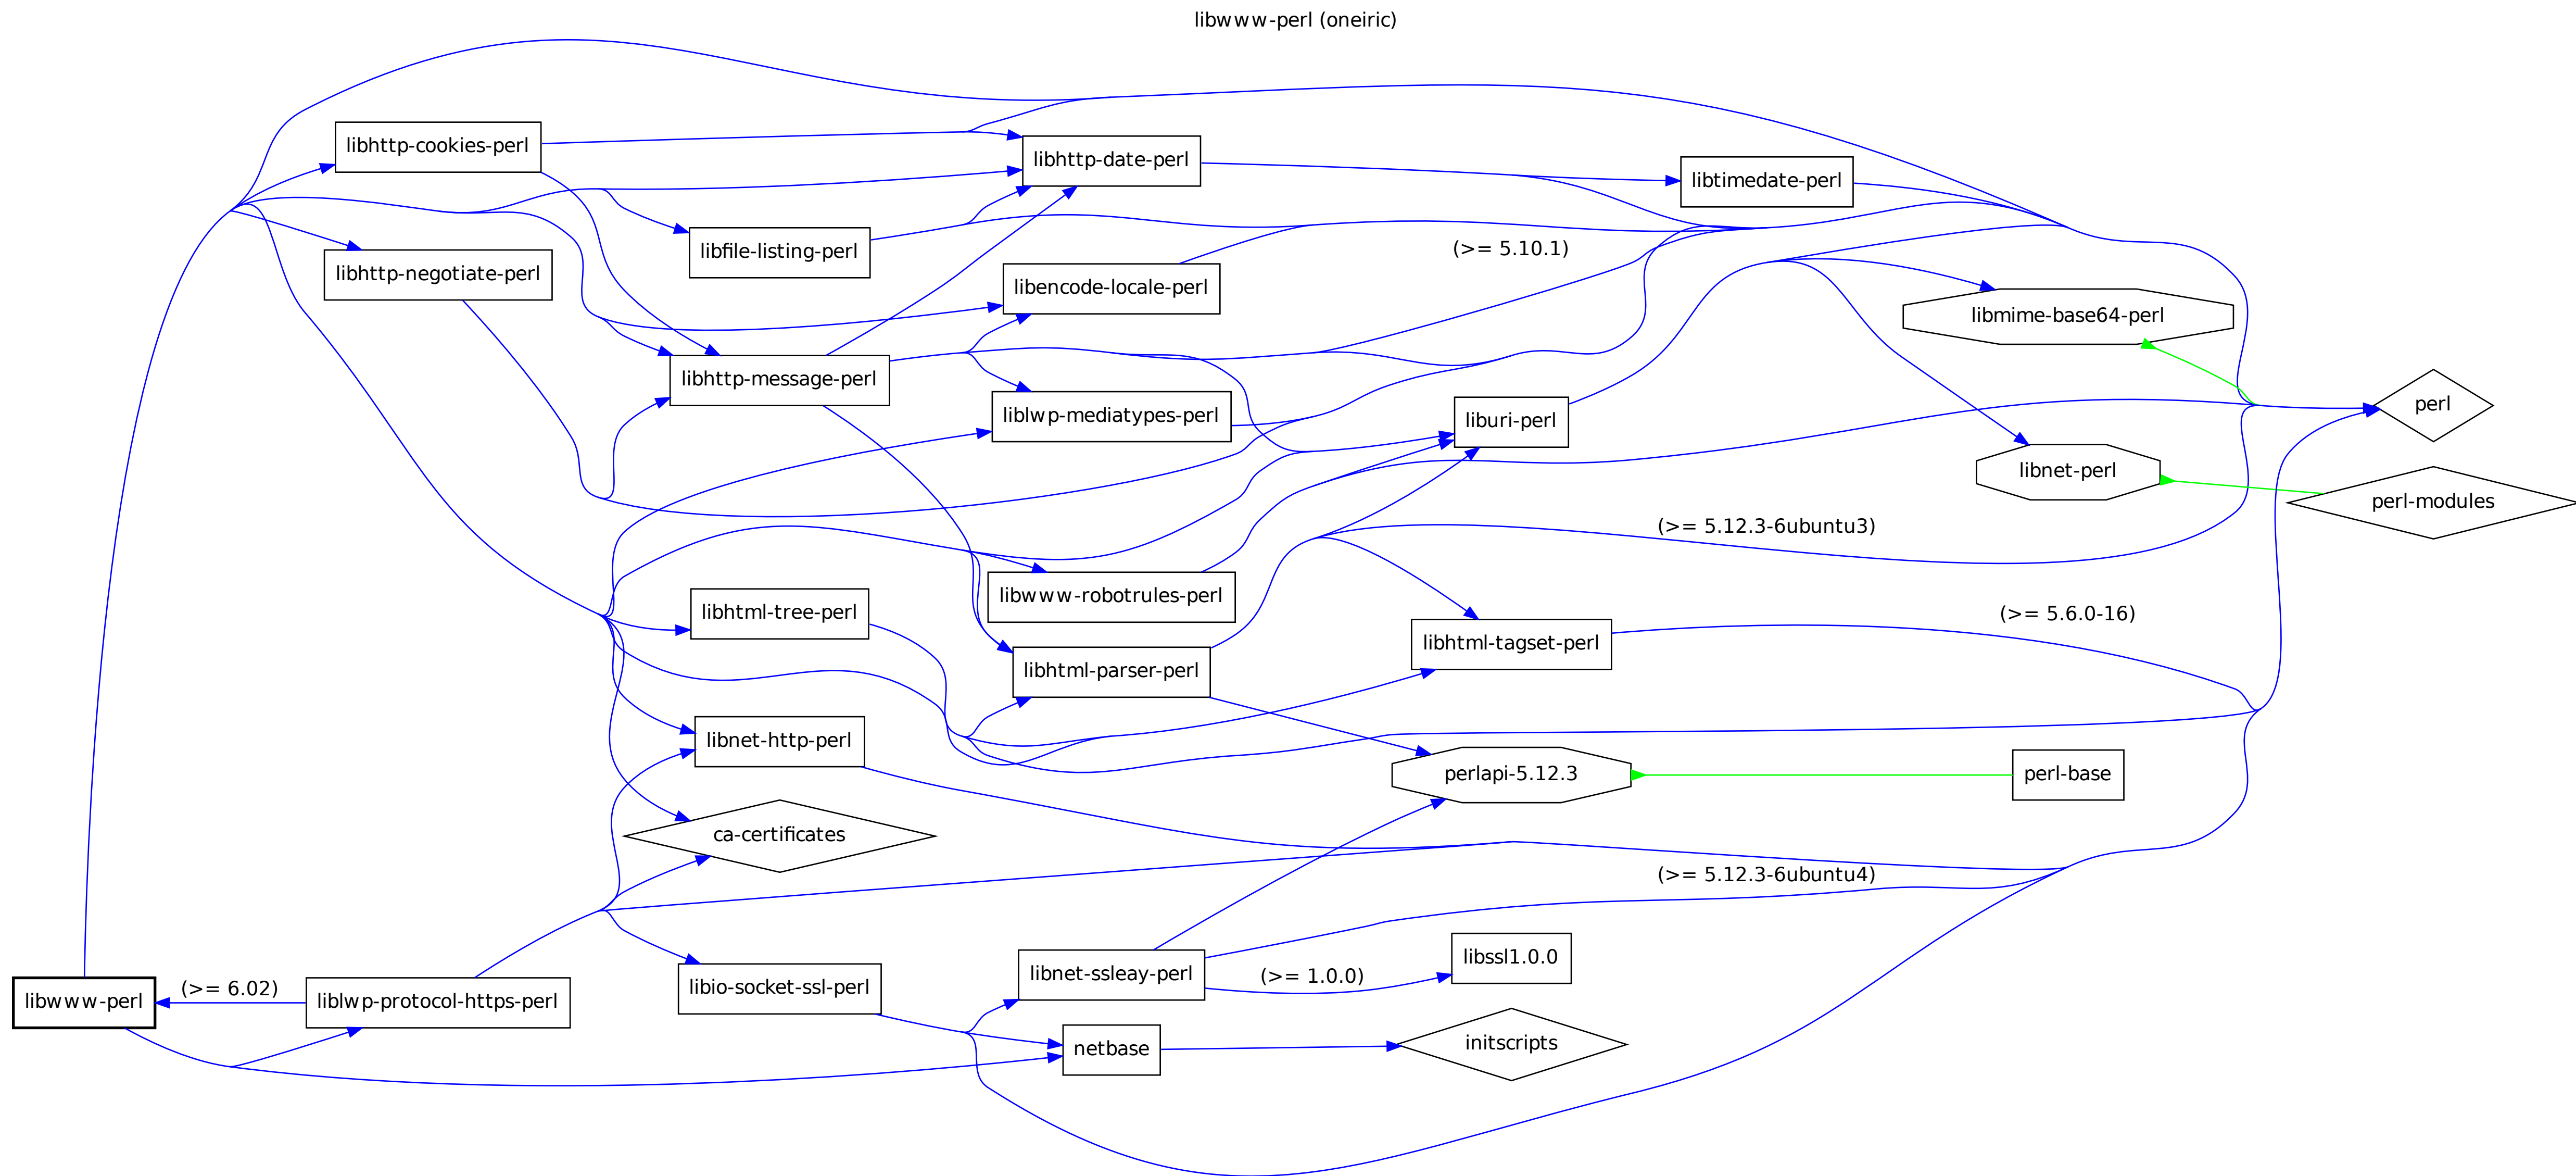 libwww-perl (oneiric)
libhttp-cookies-perl
libhttp-date-perl
libtimedate-perl
libfile-listing-perl
(>= 5.10.1)
libhttp-negotiate-perl
libencode-locale-perl
libmime-base64-perl
libhttp-message-perl
liblwp-mediatypes-perl
liburi-perl
perl
libnet-perl
perl-modules
(>= 5.12.3-6ubuntu3)
libwww-robotrules-perl
libhtml-tree-perl
(>= 5.6.0-16)
libhtml-tagset-perl
libhtml-parser-perl
libnet-http-perl
perlapi-5.12.3
perl-base
ca-certificates
(>= 5.12.3-6ubuntu4)
libssl1.0.0
libnet-ssleay-perl
(>= 1.0.0)
libio-socket-ssl-perl
(>= 6.02)
libwww-perl
liblwp-protocol-https-perl
netbase
initscripts